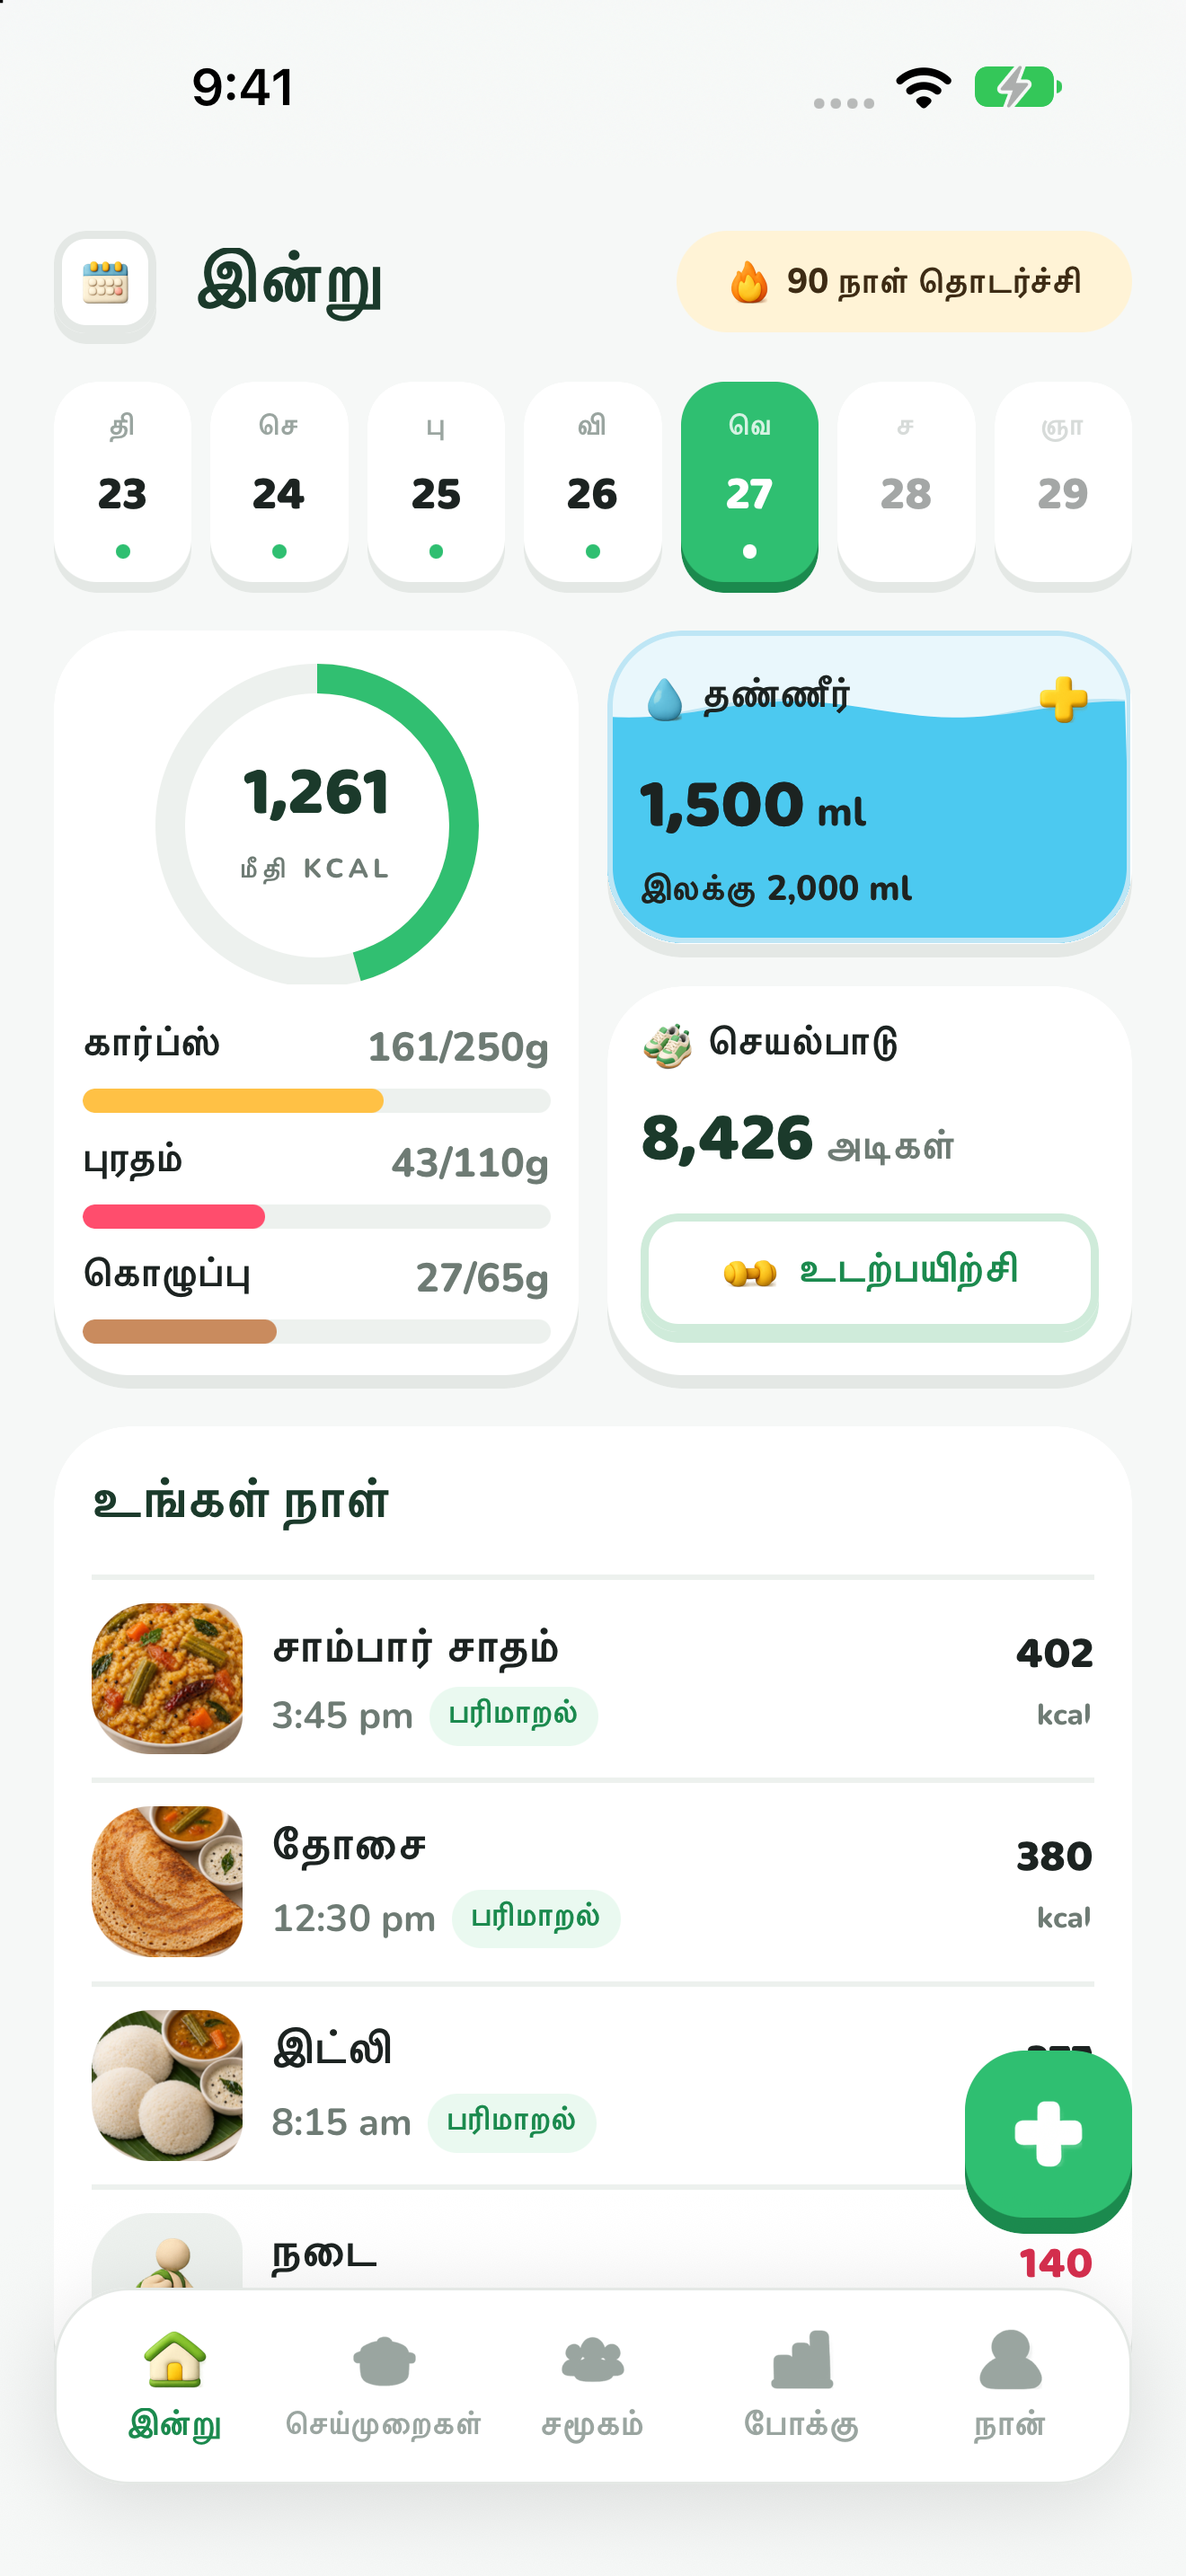 9:41
இன்று
90 நாள் தொடர்ச்சி
தி செ பு வி வெ ச ஞா
23 24 25 26 27 28 29
1,261
மீதி KCAL
கார்ப்ஸ் 161/250g
புரதம் 43/110g
கொழுப்பு 27/65g
தண்ணீர்
1,500 ml
இலக்கு 2,000 ml
செயல்பாடு
8,426 அடிகள்
உடற்பயிற்சி
உங்கள் நாள்
சாம்பார் சாதம் 402
3:45 pm பரிமாறல் kcal
தோசை 380
12:30 pm பரிமாறல் kcal
இட்லி
8:15 am பரிமாறல்
நடை 140
இன்று செய்முறைகள் சமூகம் போக்கு நான்